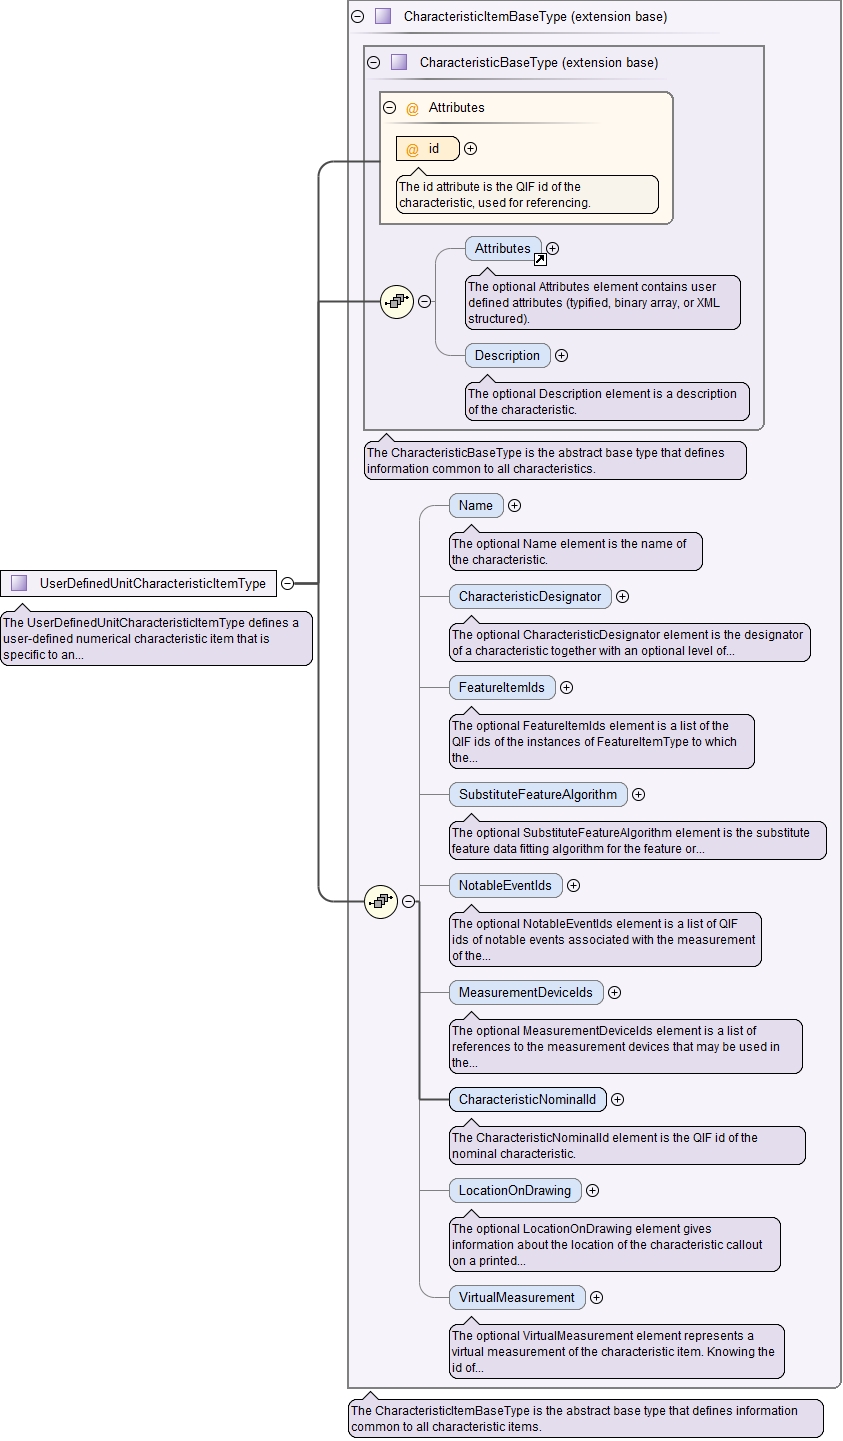 CharacteristicItemBaseType (extension base)
CharacteristicBaseType (extension base)
@ Attributes
@ id
The id attribute is the QIF id of the
characteristic, used for referencing.
Attributes
The optional Attributes element contains user
defined attributes (typified, binary array, or XML
structured).
Description
The optional Description element is a description
of the characteristic.
The CharacteristicBaseType is the abstract base type that defines
information common to all characteristics.
Name
The optional Name element is the name of
the characteristic.
UserDefinedUnitCharacteristicItemType
The UserDefinedUnitCharacteristicItemType defines a
user-defined numerical characteristic item that is
specific to an...
CharacteristicDesignator
The optional CharacteristicDesignator element is the designator
of a characteristic together with an optional level of...
FeatureItemIds
The optional FeatureItemIds element is a list of the
QIF ids of the instances of FeatureItemType to which
the...
SubstituteFeatureAlgorithm
The optional SubstituteFeatureAlgorithm element is the substitute
feature data fitting algorithm for the feature or...
NotableEventIds
The optional NotableEventIds element is a list of QIF
ids of notable events associated with the measurement
of the...
MeasurementDeviceIds
The optional MeasurementDeviceIds element is a list of
references to the measurement devices that may be used in
the...
CharacteristicNominalId
The CharacteristicNominalId element is the QIF id of the
nominal characteristic.
LocationOnDrawing
The optional LocationOnDrawing element gives
information about the location of the characteristic callout
on a printed...
VirtualMeasurement
The optional VirtualMeasurement element represents a
virtual measurement of the characteristic item. Knowing the
id of...
The CharacteristicItemBaseType is the abstract base type that defines information
common to all characteristic items.